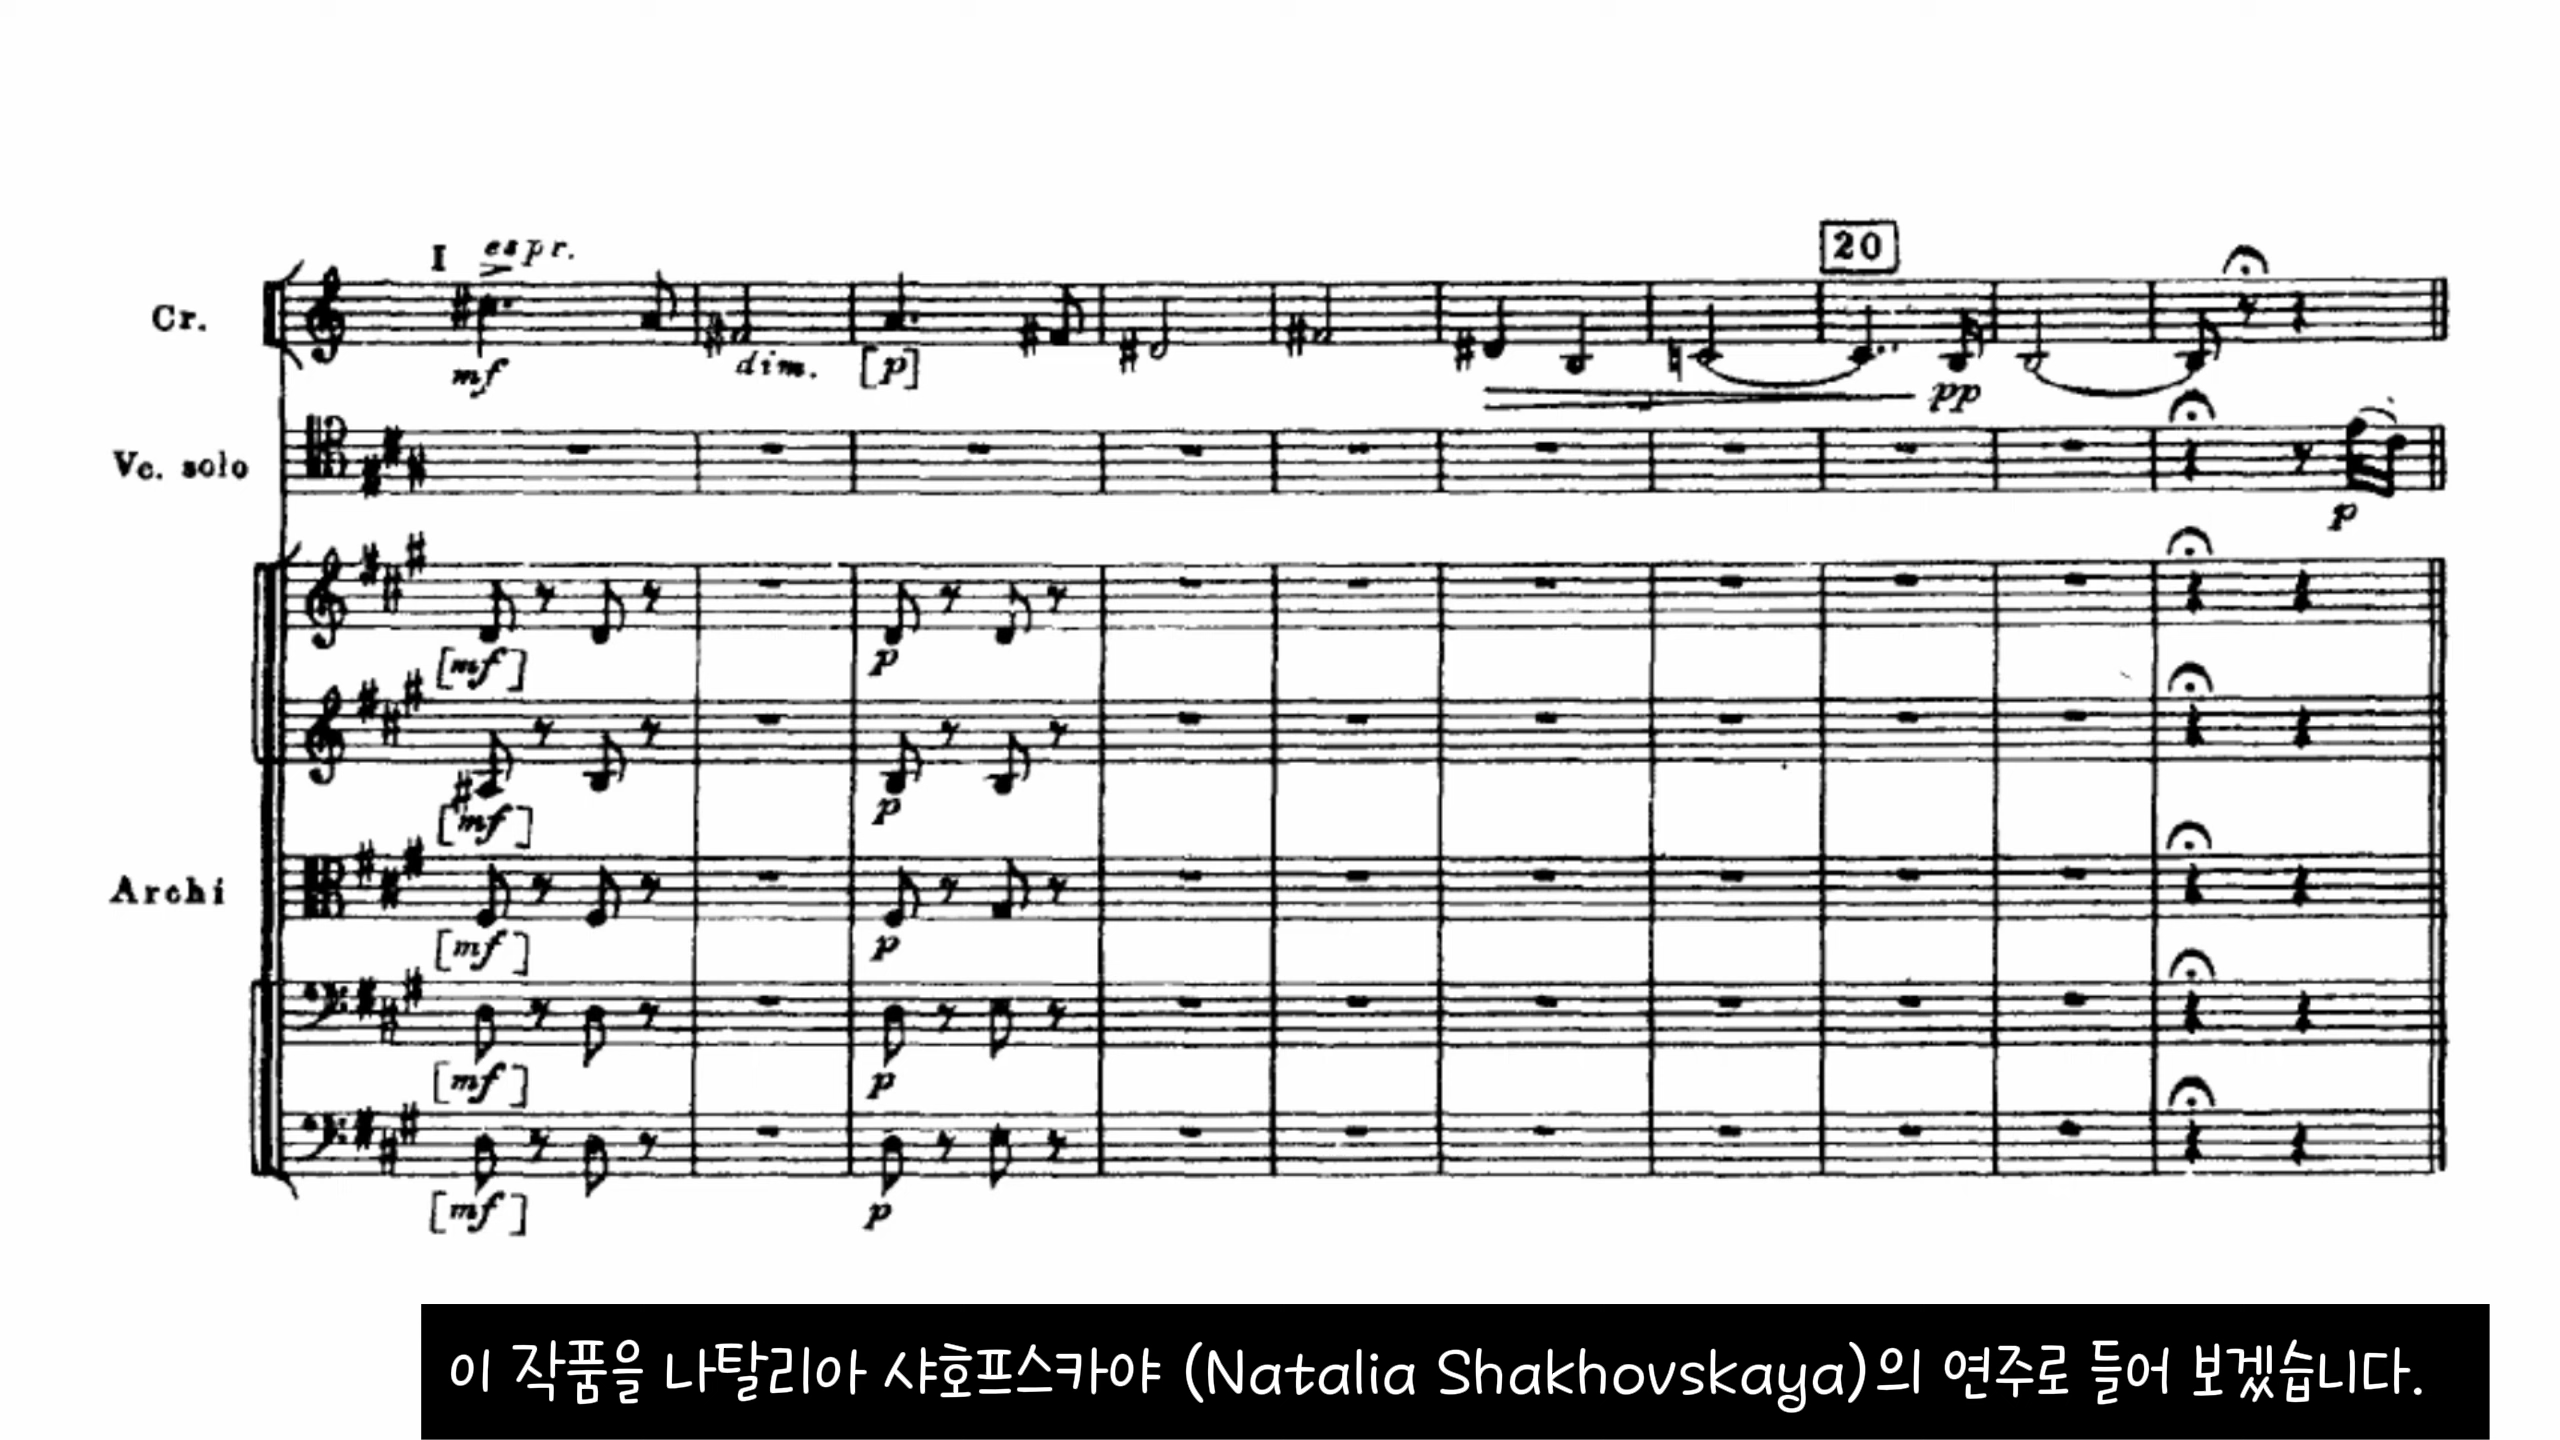 20
I espr.
Cr.
mf dim. [p] pp
Vc. solo
p
[mf] p
[mf] p
Archi
[mf] p
[mf] p
[mf] p
이 작품을 나탈리아 샤호프스카야 (Natalia Shakhovskaya)의 연주로 들어 보겠습니다.